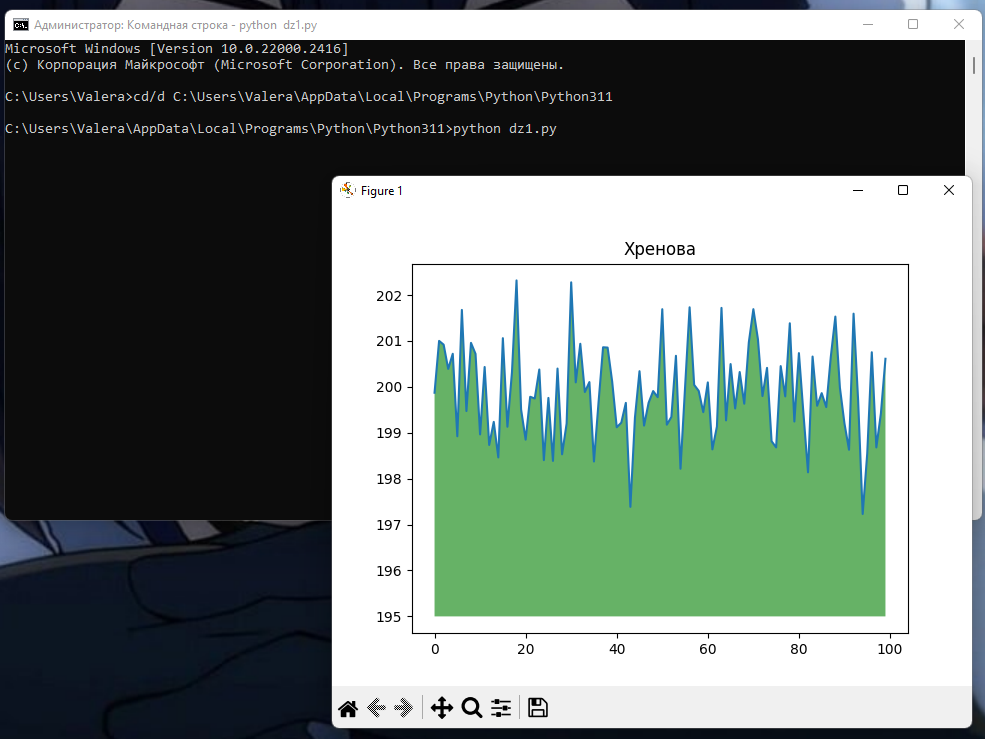 Администратор: Командная строка - python dz1.py
Microsoft Windows [Version 10.0.22000.2416]
(c) Корпорация Майкрософт (Microsoft Corporation). Все права защищены.
C:\Users\Valera>cd/d C:\Users\Valera\AppData\Local\Programs\Python\Python311
C:\Users\Valera\AppData\Local\Programs\Python\Python311>python dz1.py
Figure 1
Хренова
202
201
200
199
198
197
196
195
0 20 40 60 80 100